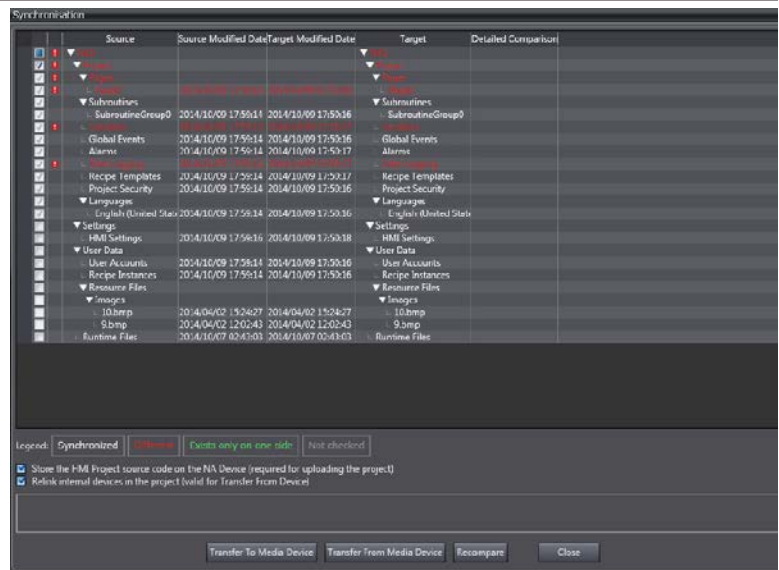 Synchronisation
Source Source Modified Date Target Modified Date Target Detailed Comparison
Subroutines Subroutines
SubroutineGroup0 2014/10/09 17:59:14 2014/10/09 17:50:16 SubroutineGroup0
Global Events 2014/10/09 17:59:14 2014/10/09 17:50:16 Global Events
Alarms 2014/10/09 17:59:14 2014/10/09 17:50:17 Alarms
Recipe Templates 2014/10/09 17:59:14 2014/10/09 17:50:17 Recipe Templates
Project Security 2014/10/09 17:59:14 2014/10/09 17:50:16 Project Security
Languages Languages
English (United State 2014/10/09 17:59:14 2014/10/09 17:50:16 English (United State
Settings Settings
HMI Settings 2014/10/09 17:59:16 2014/10/09 17:50:18 HMI Settings
User Data User Data
User Accounts 2014/10/09 17:59:14 2014/10/09 17:50:16 User Accounts
Recipe Instances 2014/10/09 17:59:14 2014/10/09 17:50:16 Recipe Instances
Resource Files Resource Files
Images Images
10.bmp 2014/04/02 15:24:27 2014/04/02 15:24:27 10.bmp
9.bmp 2014/04/02 12:02:43 2014/04/02 12:02:43 9.bmp
Runtime Files 2014/10/07 02:43:03 2014/10/07 02:43:03 Runtime Files
Legend: Synchronized Different Exists only on one side Not checked
Store the HMI Project source code on the NA Device (required for uploading the project)
Relink internal devices in the project (valid for Transfer From Device)
Transfer To Media Device Transfer From Media Device Recompare Close